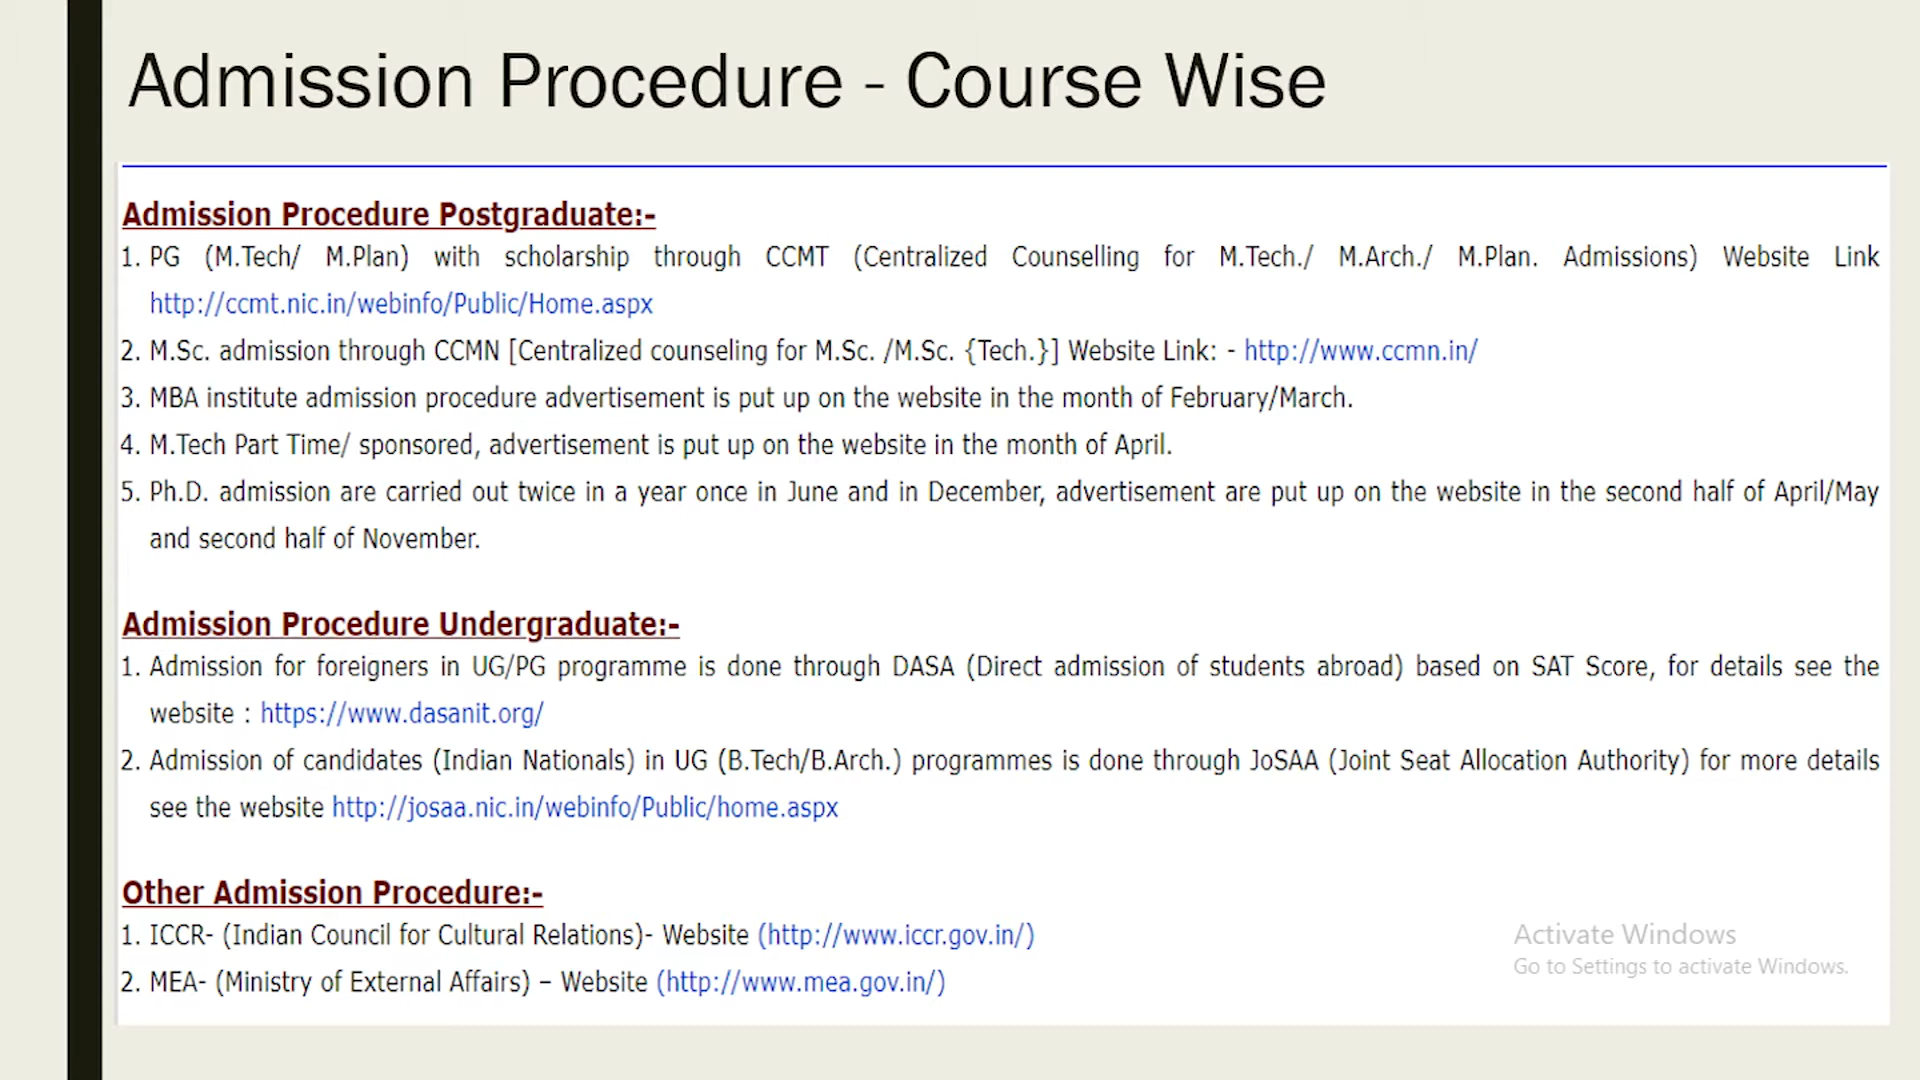 Admission Procedure - Course Wise
Admission Procedure Postgraduate:-
1. PG (M.Tech/ M.Plan) with scholarship through CCMT (Centralized Counselling for M.Tech./ M.Arch./ M.Plan. Admissions) Website Link
http://ccmt.nic.in/webinfo/Public/Home.aspx
2. M.Sc. admission through CCMN [Centralized counseling for M.Sc. /M.Sc. {Tech.}] Website Link: - http://www.ccmn.in/
3. MBA institute admission procedure advertisement is put up on the website in the month of February/March.
4. M.Tech Part Time/ sponsored, advertisement is put up on the website in the month of April.
5. Ph.D. admission are carried out twice in a year once in June and in December, advertisement are put up on the website in the second half of April/May
and second half of November.
Admission Procedure Undergraduate:-
1. Admission for foreigners in UG/PG programme is done through DASA (Direct admission of students abroad) based on SAT Score, for details see the
website : https://www.dasanit.org/
2. Admission of candidates (Indian Nationals) in UG (B.Tech/B.Arch.) programmes is done through JoSAA (Joint Seat Allocation Authority) for more details
see the website http://josaa.nic.in/webinfo/Public/home.aspx
Other Admission Procedure:-
1. ICCR- (Indian Council for Cultural Relations)- Website (http://www.iccr.gov.in/)
2. MEA- (Ministry of External Affairs) – Website (http://www.mea.gov.in/)
Activate Windows
Go to Settings to activate Windows.